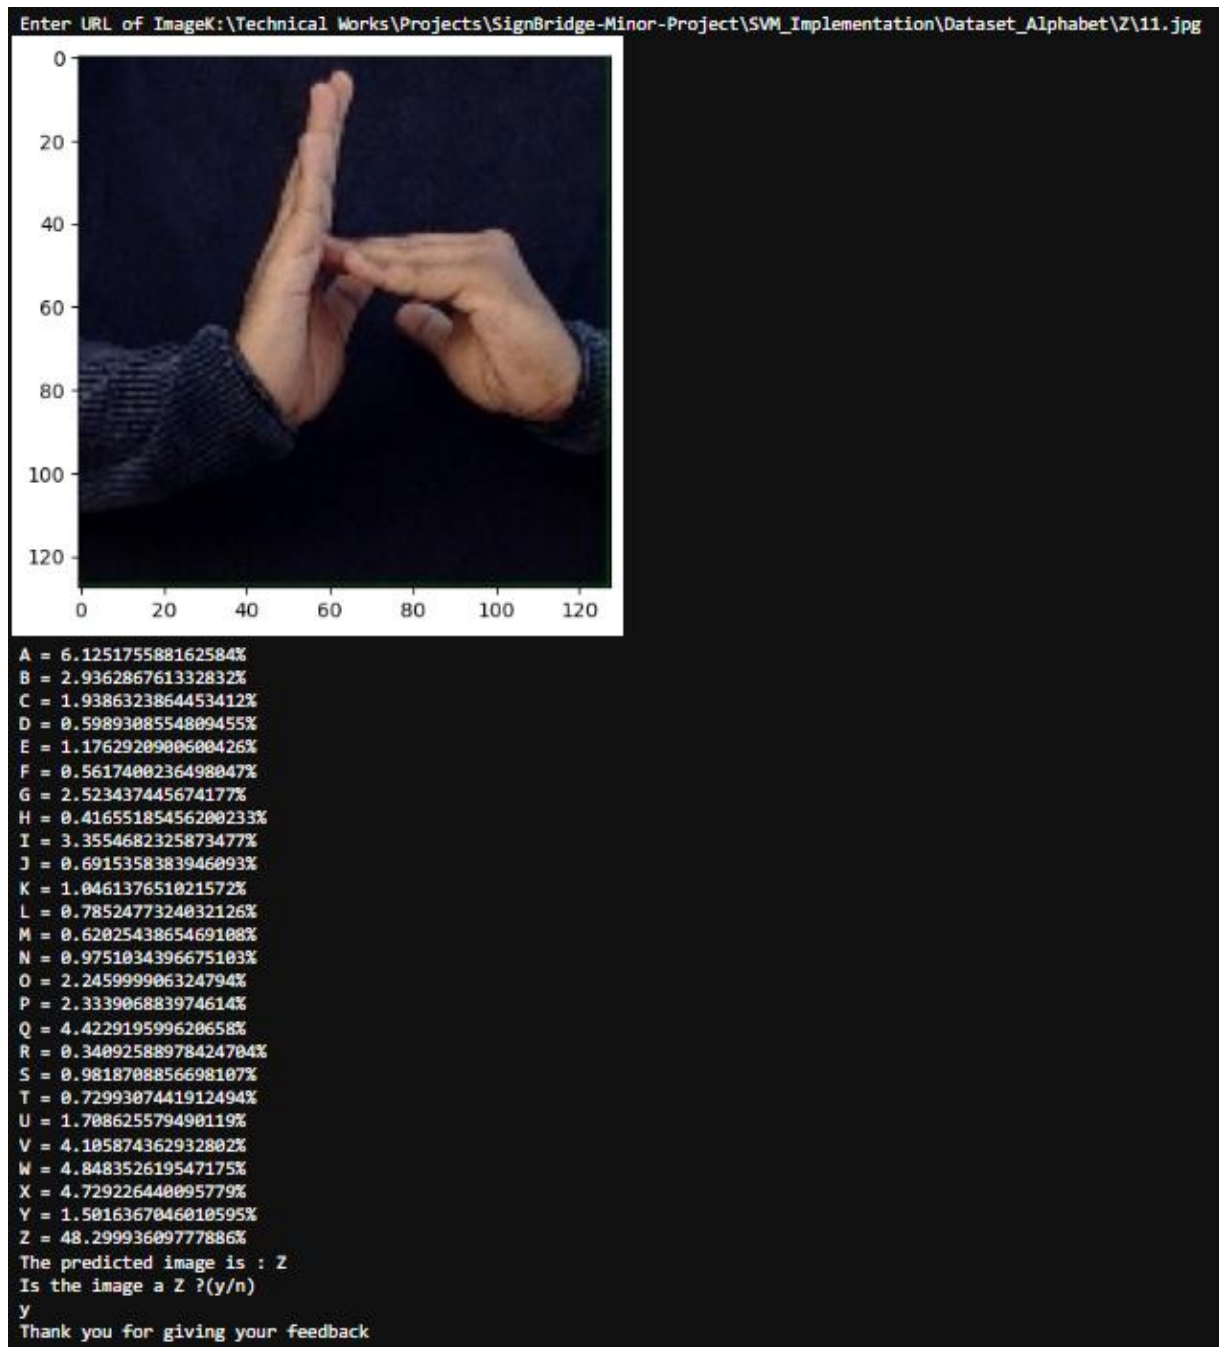 Enter URL of ImageK:\Technical Works\Projects\SignBridge-Minor-Project\SVM_Implementation\Dataset_Alphabet\Z\11.jpg
0
20
40
60
80
100
120
0 20 40 60 80 100 120
A = 6.125175588162584%
B = 2.936286761332832%
C = 1.9386323864453412%
D = 0.5989308554809455%
E = 1.1762920900600426%
F = 0.5617400236498047%
G = 2.523437445674177%
H = 0.41655185456200233%
I = 3.3554682325873477%
J = 0.6915358383946093%
K = 1.046137651021572%
L = 0.7852477324032126%
M = 0.6202543865469108%
N = 0.9751034396675103%
O = 2.245999906324794%
P = 2.333906883974614%
Q = 4.422919599620658%
R = 0.34092588978424704%
S = 0.9818708856698107%
T = 0.7299307441912494%
U = 1.708625579490119%
V = 4.105874362932802%
W = 4.848352619547175%
X = 4.729226440095779%
Y = 1.5016367046010595%
Z = 48.29993609777886%
The predicted image is : Z
Is the image a Z ?(y/n)
y
Thank you for giving your feedback